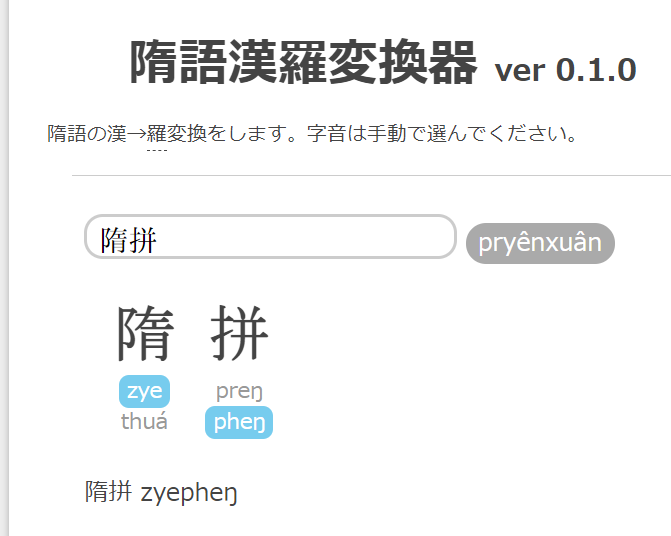 隋語漢羅変換器 ver 0.1.0
隋語の漢→羅変換をします。字音は手動で選んでください。
隋拼 pryênxuân
隋 拼
zye preŋ
thuá pheŋ
隋拼 zyepheŋ